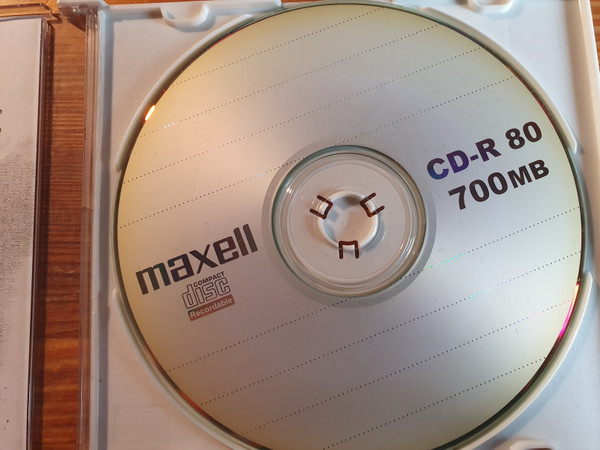 CD-R 80
700MB
maxell
COMPACT
disc
Recordable